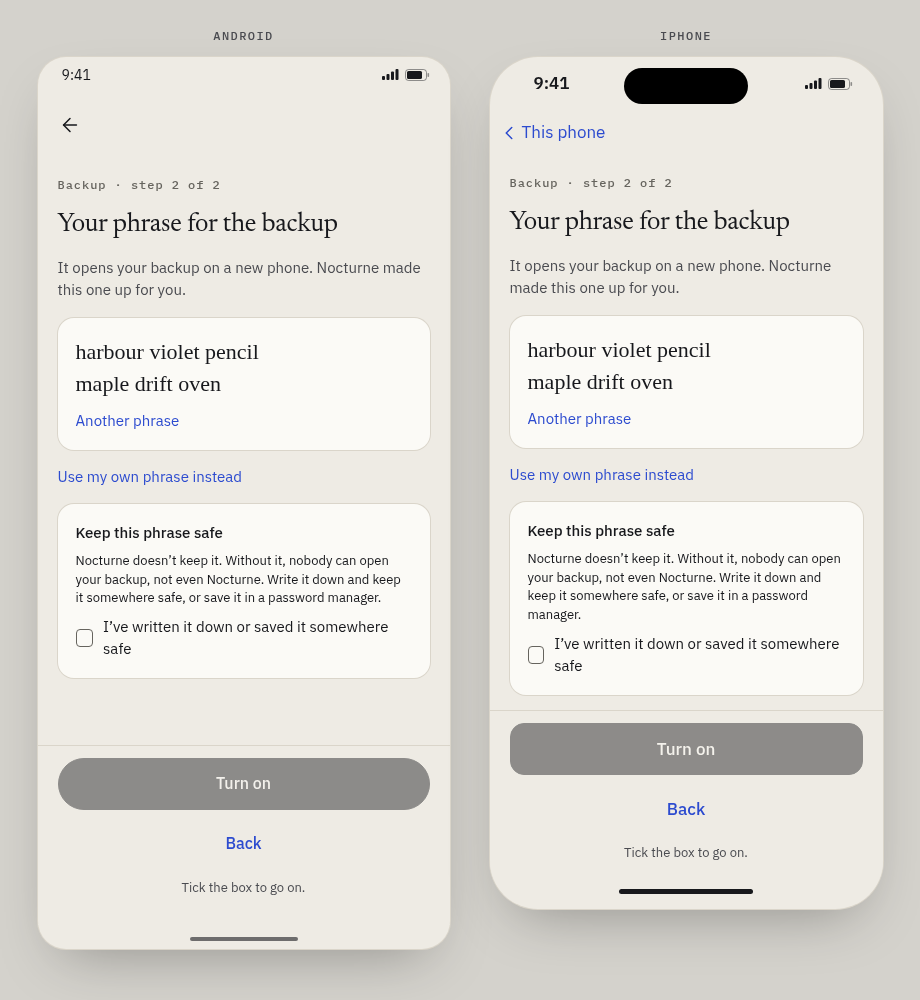 ANDROID
9:41
Backup · step 2 of 2
Your phrase for the backup
It opens your backup on a new phone. Nocturne made
this one up for you.
harbour violet pencil
maple drift oven
Another phrase
Use my own phrase instead
Keep this phrase safe
Nocturne doesn’t keep it. Without it, nobody can open
your backup, not even Nocturne. Write it down and keep
it somewhere safe, or save it in a password manager.
I’ve written it down or saved it somewhere
safe
Turn on
Back
Tick the box to go on.
IPHONE
9:41
This phone
Backup · step 2 of 2
Your phrase for the backup
It opens your backup on a new phone. Nocturne
made this one up for you.
harbour violet pencil
maple drift oven
Another phrase
Use my own phrase instead
Keep this phrase safe
Nocturne doesn’t keep it. Without it, nobody can open
your backup, not even Nocturne. Write it down and
keep it somewhere safe, or save it in a password
manager.
I’ve written it down or saved it somewhere
safe
Turn on
Back
Tick the box to go on.